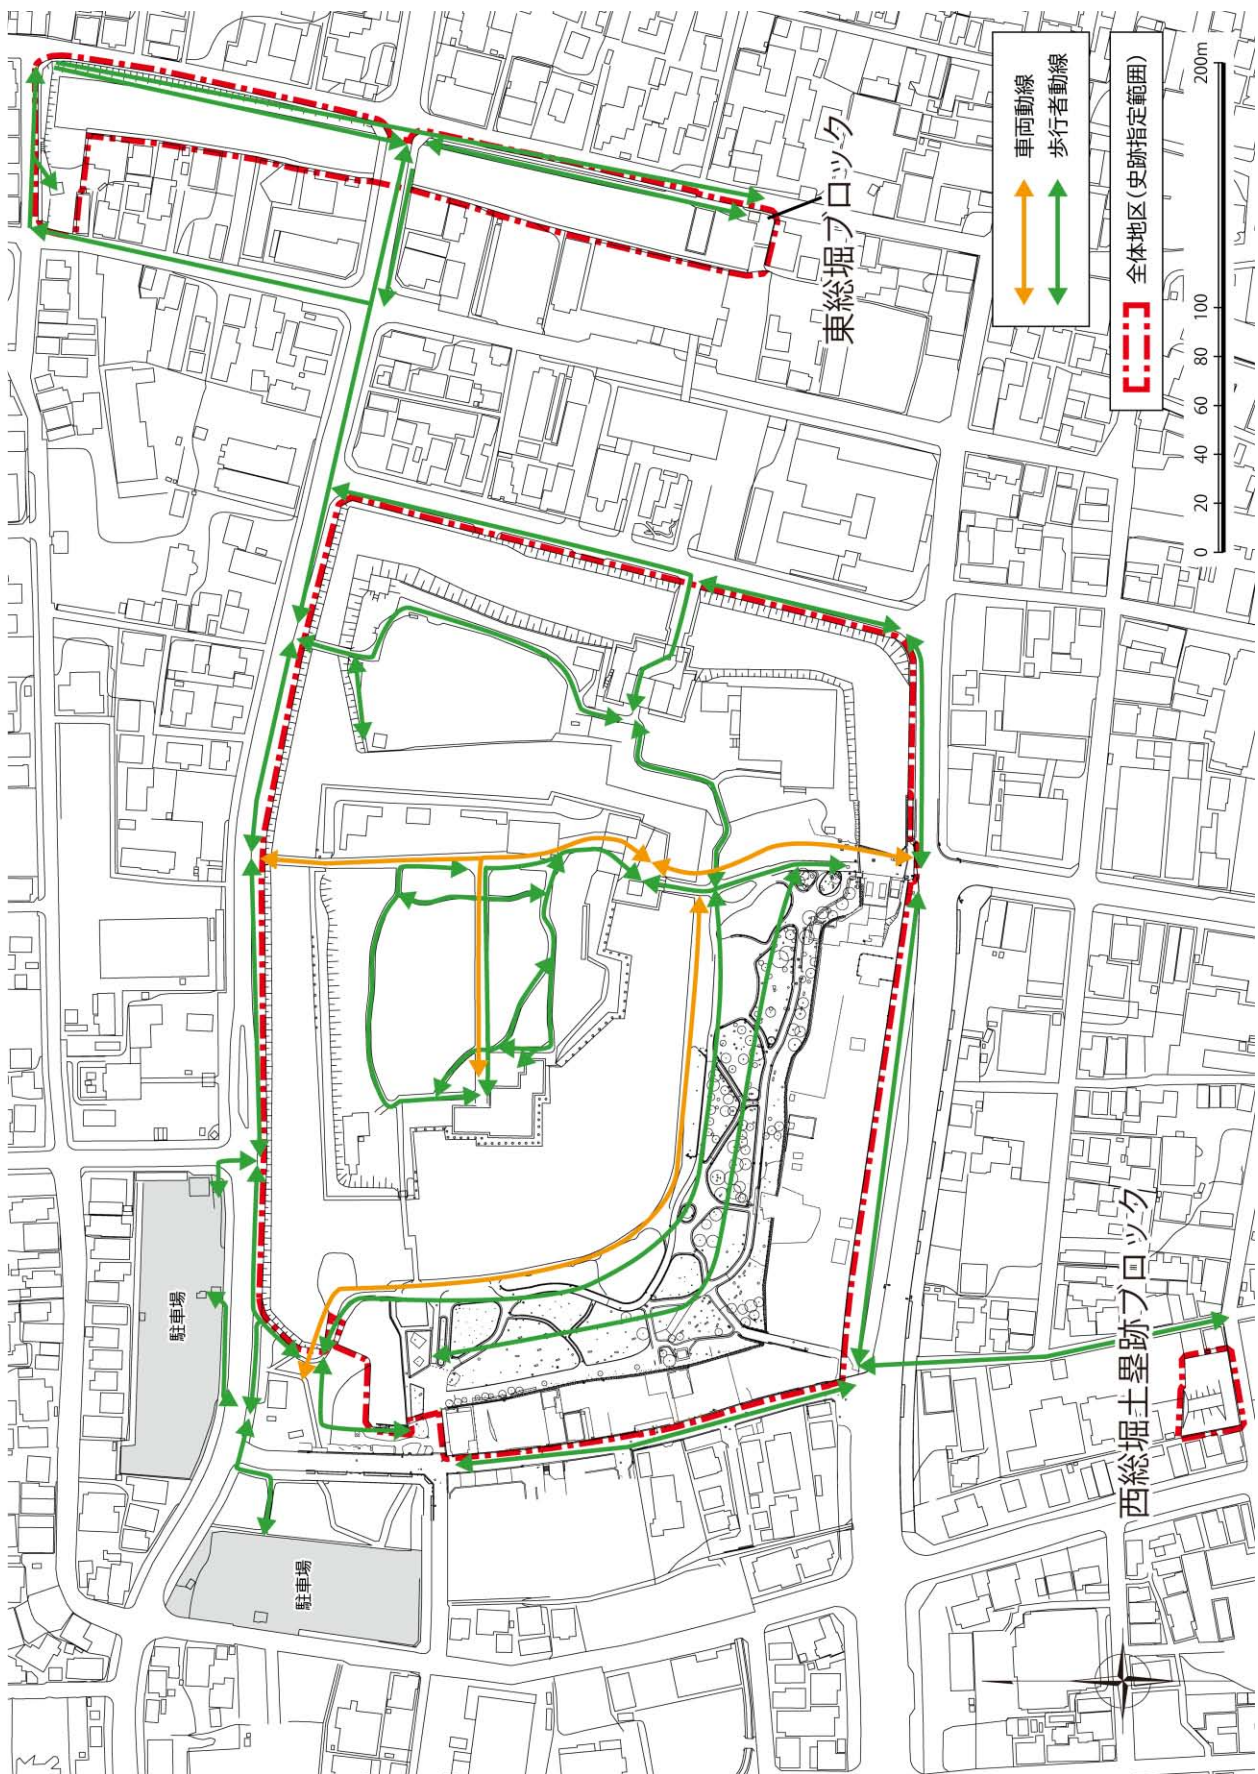 東総堀ブロック
車両動線
歩行者動線
全体地区(史跡指定範囲)
0 20 40 60 80 100 200m
駐車場
駐車場
西総堀土塁跡ブロック